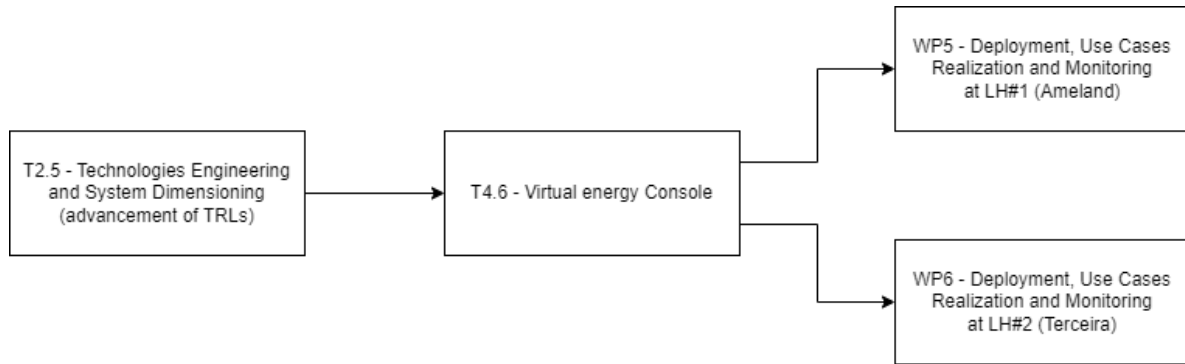 T2.5 - Technologies Engineering
and System Dimensioning
(advancement of TRLs)
T4.6 - Virtual energy Console
WP5 - Deployment, Use Cases
Realization and Monitoring
at LH#1 (Ameland)
WP6 - Deployment, Use Cases
Realization and Monitoring
at LH#2 (Terceira)